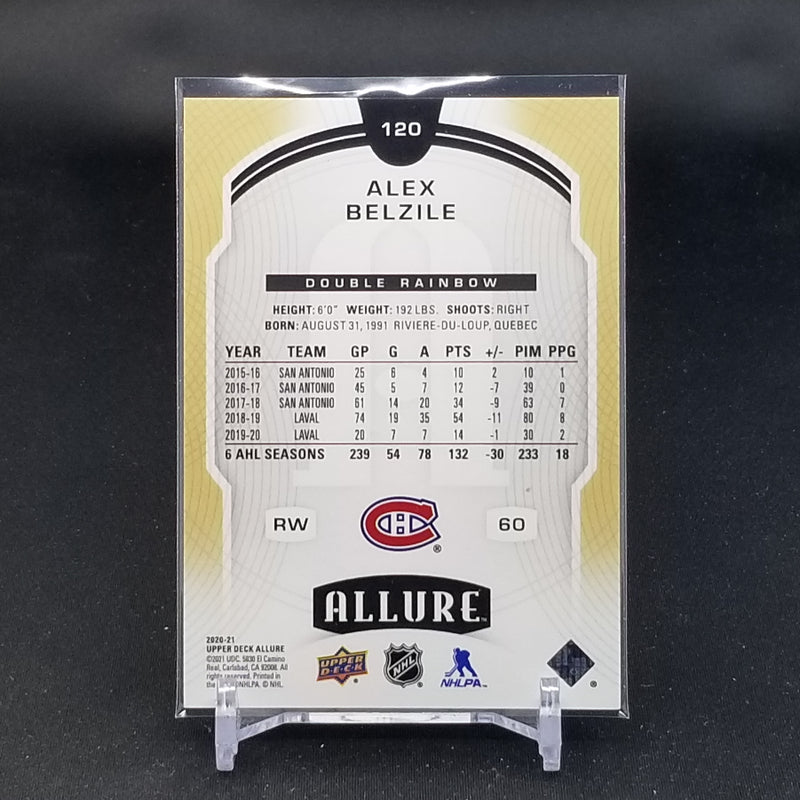 120
ALEX
BELZILE
DOUBLE RAINBOW
HEIGHT: 6'0" WEIGHT: 192 LBS. SHOOTS: RIGHT
BORN: AUGUST 31, 1991 RIVIERE-DU-LOUP, QUEBEC
YEAR TEAM GP G A PTS +/- PIM PPG
2015-16 SAN ANTONIO 25 6 4 10 2 10 1
2016-17 SAN ANTONIO 45 5 7 12 -7 39 0
2017-18 SAN ANTONIO 61 14 20 34 -9 63 7
2018-19 LAVAL 74 19 35 54 -11 80 8
2019-20 LAVAL 20 7 7 14 -1 30 2
6 AHL SEASONS 239 54 78 132 -30 233 18
RW
CH
®
60
ALLURE™
2020-21
UPPER DECK ALLURE
©2021 UDC, 5830 El Camino
Real, Carlsbad, CA 92008. All
rights reserved. Printed in
the NHLPA. © NHL.
UPPER
DECK ®
NHL ®
NHLPA™
®